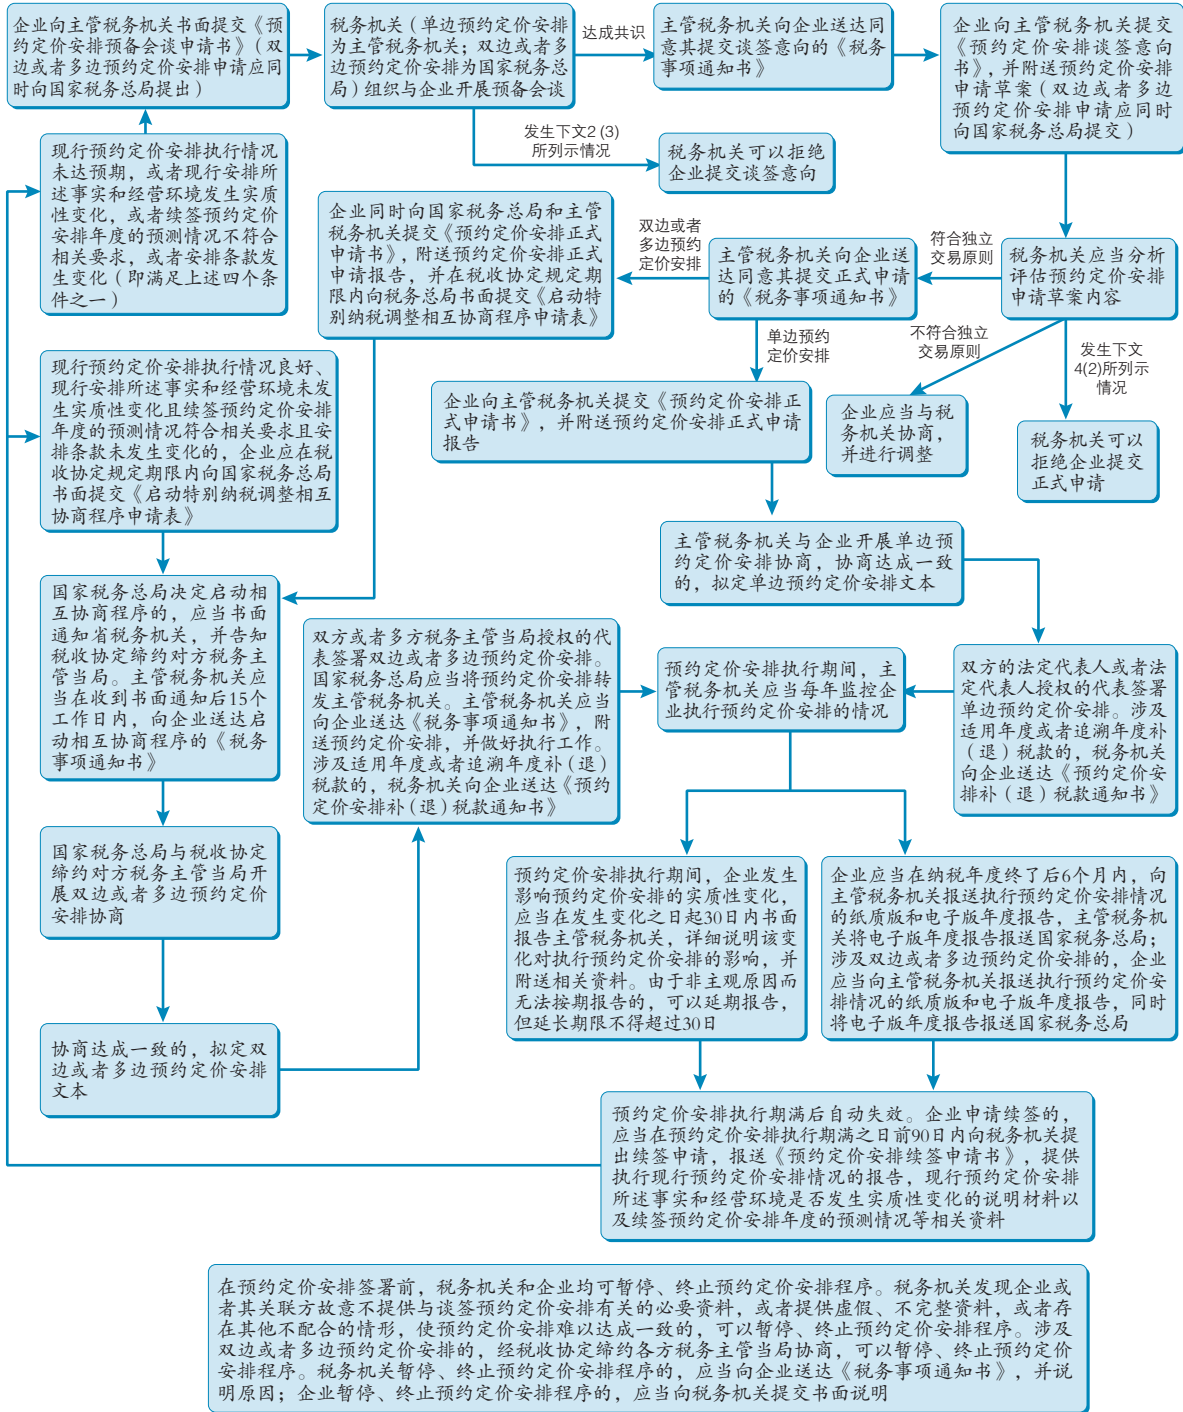 企业向主管税务机关书面提交《预
约定价安排预备会谈申请书》（双
边或者多边预约定价安排申请应同
时向国家税务总局提出）
税务机关（单边预约定价安排
为主管税务机关；双边或者多
边预约定价安排为国家税务总
局）组织与企业开展预备会谈
达成共识
主管税务机关向企业送达同
意其提交谈签意向的《税务
事项通知书》
企业向主管税务机关提交
《预约定价安排谈签意向
书》，并附送预约定价安排
申请草案（双边或者多边
预约定价安排申请应同时
向国家税务总局提交）
发生下文2 (3)
所列示情况
税务机关可以拒绝
企业提交谈签意向
现行预约定价安排执行情况
未达预期，或者现行安排所
述事实和经营环境发生实质
性变化，或者续签预约定价
安排年度的预测情况不符合
相关要求，或者安排条款发
生变化（即满足上述四个条
件之一）
企业同时向国家税务总局和主管
税务机关提交《预约定价安排正式
申请书》，附送预约定价安排正式
申请报告，并在税收协定规定期
限内向税务总局书面提交《启动特
别纳税调整相互协商程序申请表》
双边或者
多边预约
定价安排
主管税务机关向企业送
达同意其提交正式申请
的《税务事项通知书》
符合独立
交易原则
税务机关应当分析
评估预约定价安排
申请草案内容
单边预约
定价安排
不符合独立
交易原则
发生下文
4(2)所列示
情况
现行预约定价安排执行情况良好、
现行安排所述事实和经营环境未发
生实质性变化且续签预约定价安排
年度的预测情况符合相关要求且安
排条款未发生变化的，企业应在税
收协定规定期限内向国家税务总局
书面提交《启动特别纳税调整相互
协商程序申请表》
企业向主管税务机关提交《预约定价安排正
式申请书》，并附送预约定价安排正式申请
报告
企业应当与税
务机关协商，
并进行调整
税务机关可以
拒绝企业提交
正式申请
主管税务机关与企业开展单边预
约定价安排协商，协商达成一致
的，拟定单边预约定价安排文本
国家税务总局决定启动相
互协商程序的，应当书面
通知省税务机关，并告知
税收协定缔约对方税务主
管当局。主管税务机关应
当在收到书面通知后15个
工作日内，向企业送达启
动相互协商程序的《税务
事项通知书》
双方或者多方税务主管当局授权的代
表签署双边或者多边预约定价安排。
国家税务总局应当将预约定价安排转
发主管税务机关。主管税务机关应当
向企业送达《税务事项通知书》，附
送预约定价安排，并做好执行工作。
涉及适用年度或者追溯年度补（退）
税款的，税务机关向企业送达《预约
定价安排补（退）税款通知书》
预约定价安排执行期间，主
管税务机关应当每年监控企
业执行预约定价安排的情况
双方的法定代表人或者法
定代表人授权的代表签署
单边预约定价安排。涉及
适用年度或者追溯年度补
（退）税款的，税务机关
向企业送达《预约定价安
排补（退）税款通知书》
国家税务总局与税收协定
缔约对方税务主管当局开
展双边或者多边预约定价
安排协商
预约定价安排执行期间，企业发生
影响预约定价安排的实质性变化，
应当在发生变化之日起30日内书面
报告主管税务机关，详细说明该变
化对执行预约定价安排的影响，并
附送相关资料。由于非主观原因而
无法按期报告的，可以延期报告，
但延长期限不得超过30日
企业应当在纳税年度终了后6个月内，向
主管税务机关报送执行预约定价安排情况
的纸质版和电子版年度报告，主管税务机
关将电子版年度报告报送国家税务总局；
涉及双边或者多边预约定价安排的，企业
应当向主管税务机关报送执行预约定价安
排情况的纸质版和电子版年度报告，同时
将电子版年度报告报送国家税务总局
协商达成一致的，拟定双
边或者多边预约定价安排
文本
预约定价安排执行期满后自动失效。企业申请续签的，
应当在预约定价安排执行期满之日前90日内向税务机关提
出续签申请，报送《预约定价安排续签申请书》，提供
执行现行预约定价安排情况的报告，现行预约定价安排
所述事实和经营环境是否发生实质性变化的说明材料以
及续签预约定价安排年度的预测情况等相关资料
在预约定价安排签署前，税务机关和企业均可暂停、终止预约定价安排程序。税务机关发现企业或
者其关联方故意不提供与谈签预约定价安排有关的必要资料，或者提供虚假、不完整资料，或者存
在其他不配合的情形，使预约定价安排难以达成一致的，可以暂停、终止预约定价安排程序。涉及
双边或者多边预约定价安排的，经税收协定缔约各方税务主管当局协商，可以暂停、终止预约定价
安排程序。税务机关暂停、终止预约定价安排程序的，应当向企业送达《税务事项通知书》，并说
明原因；企业暂停、终止预约定价安排程序的，应当向税务机关提交书面说明